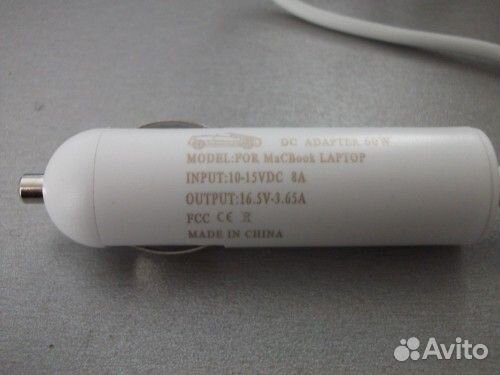 DC ADAPTER 60W
MODEL:FOR MaCBook LAPTOP
INPUT:10-15VDC 8A
OUTPUT:16.5V-3.65A
FCC CE
MADE IN CHINA
Avito